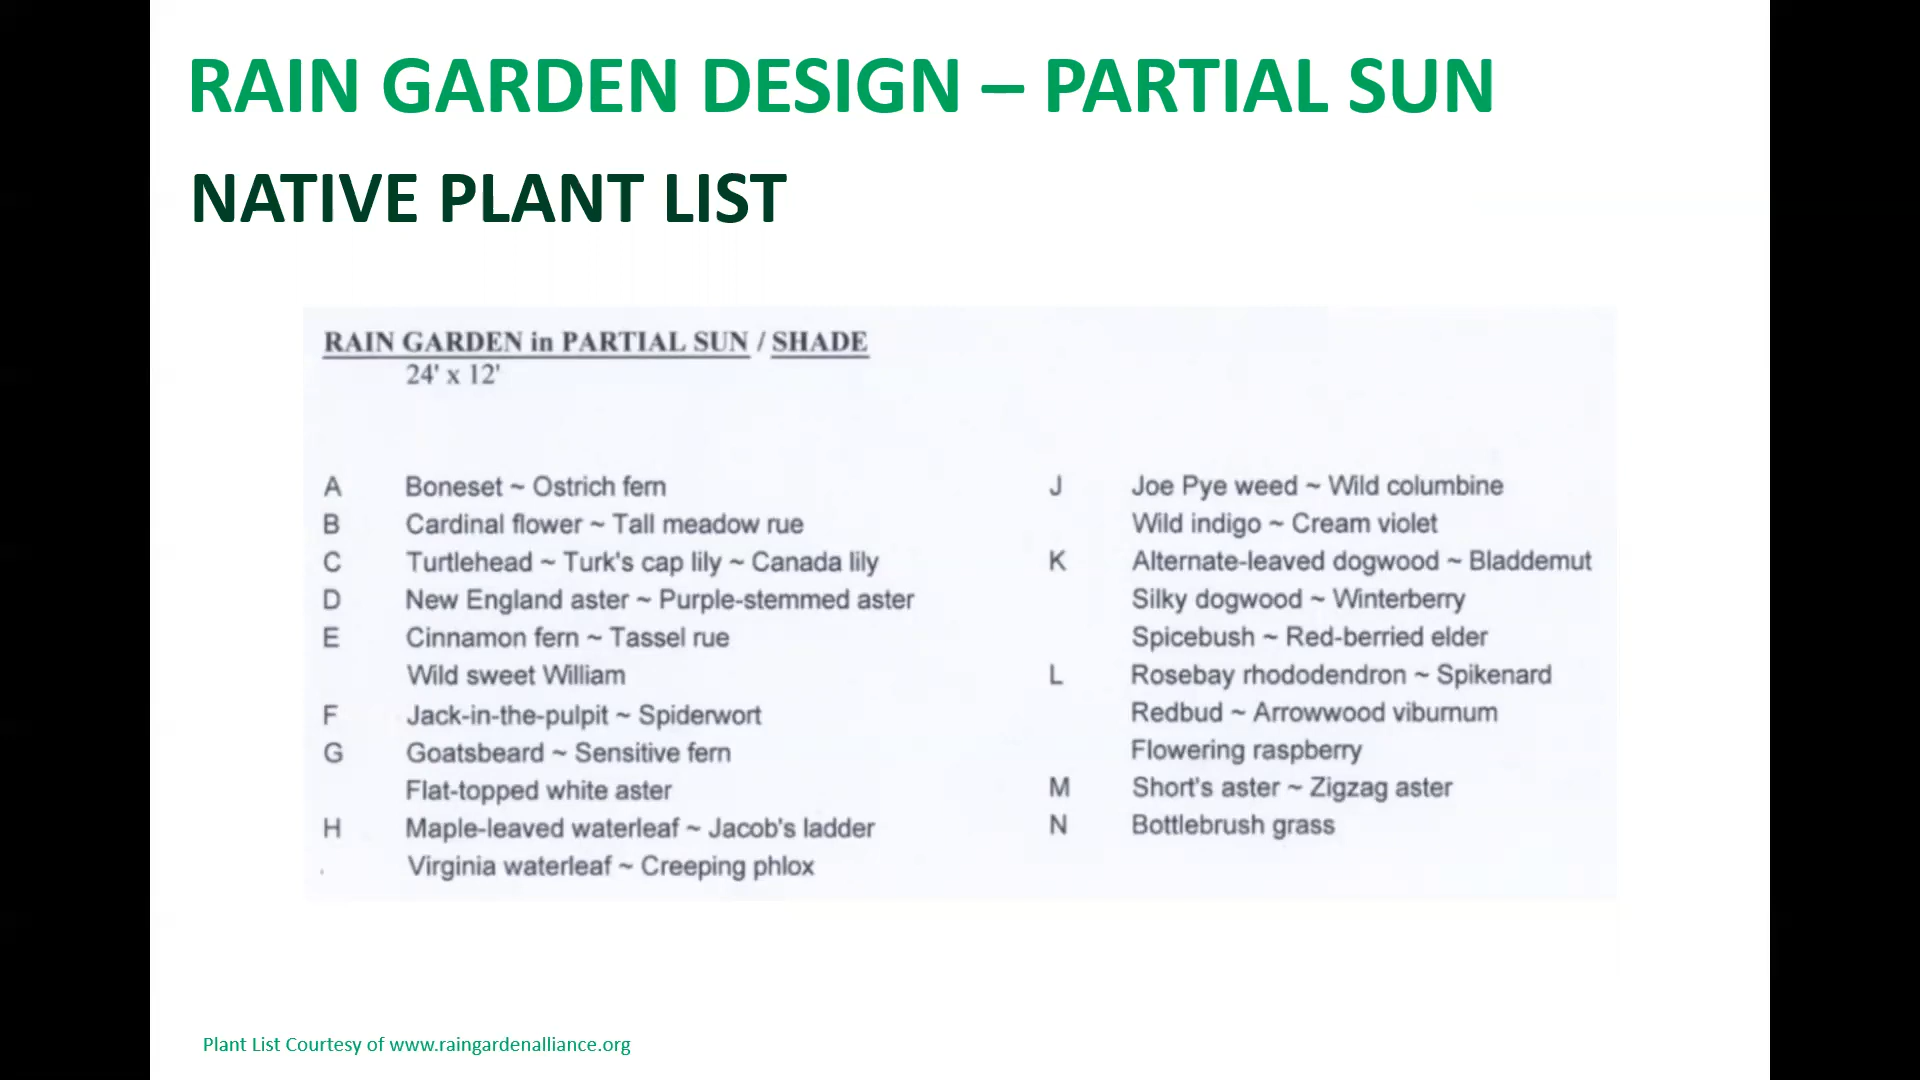 RAIN GARDEN DESIGN – PARTIAL SUN
NATIVE PLANT LIST
RAIN GARDEN in PARTIAL SUN / SHADE
24' x 12'
A Boneset ~ Ostrich fern
B Cardinal flower ~ Tall meadow rue
C Turtlehead ~ Turk's cap lily ~ Canada lily
D New England aster ~ Purple-stemmed aster
E Cinnamon fern ~ Tassel rue
Wild sweet William
F Jack-in-the-pulpit ~ Spiderwort
G Goatsbeard ~ Sensitive fern
Flat-topped white aster
H Maple-leaved waterleaf ~ Jacob's ladder
Virginia waterleaf ~ Creeping phlox
J Joe Pye weed ~ Wild columbine
Wild indigo ~ Cream violet
K Alternate-leaved dogwood ~ Bladdernut
Silky dogwood ~ Winterberry
Spicebush ~ Red-berried elder
L Rosebay rhododendron ~ Spikenard
Redbud ~ Arrowwood viburnum
Flowering raspberry
M Short's aster ~ Zigzag aster
N Bottlebrush grass
Plant List Courtesy of www.raingardenalliance.org